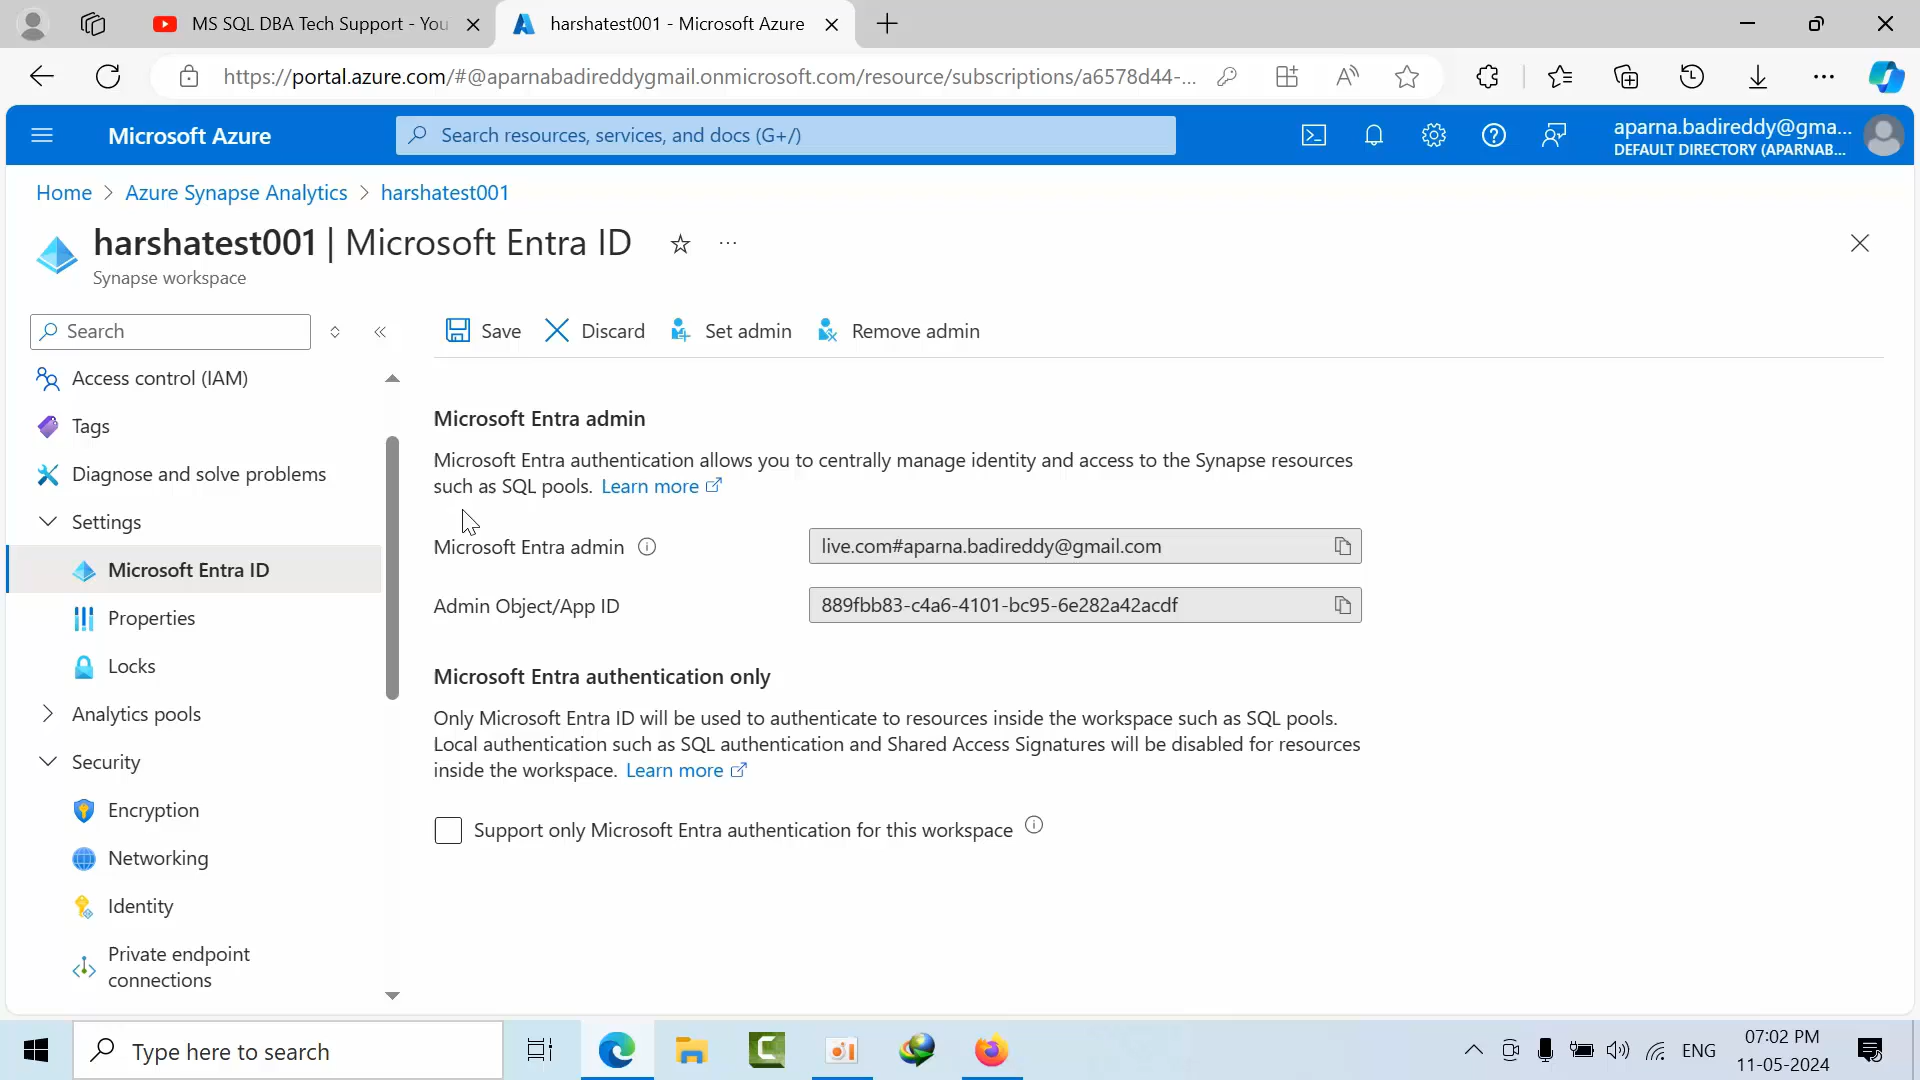 MS SQL DBA Tech Support - You
harshatest001 - Microsoft Azure
https://portal.azure.com/#@aparnabadireddygmail.onmicrosoft.com/resource/subscriptions/a6578d44-...
Microsoft Azure
Search resources, services, and docs (G+/)
aparna.badireddy@gma...
DEFAULT DIRECTORY (APARNAB...
Home > Azure Synapse Analytics > harshatest001
harshatest001 | Microsoft Entra ID
Synapse workspace
Search
Save
Discard
Set admin
Remove admin
Access control (IAM)
Tags
Diagnose and solve problems
Settings
Microsoft Entra ID
Properties
Locks
Analytics pools
Security
Encryption
Networking
Identity
Private endpoint
connections
Microsoft Entra admin
Microsoft Entra authentication allows you to centrally manage identity and access to the Synapse resources
such as SQL pools. Learn more
Microsoft Entra admin
live.com#aparna.badireddy@gmail.com
Admin Object/App ID
889fbb83-c4a6-4101-bc95-6e282a42acdf
Microsoft Entra authentication only
Only Microsoft Entra ID will be used to authenticate to resources inside the workspace such as SQL pools.
Local authentication such as SQL authentication and Shared Access Signatures will be disabled for resources
inside the workspace. Learn more
Support only Microsoft Entra authentication for this workspace
Type here to search
ENG
07:02 PM
11-05-2024